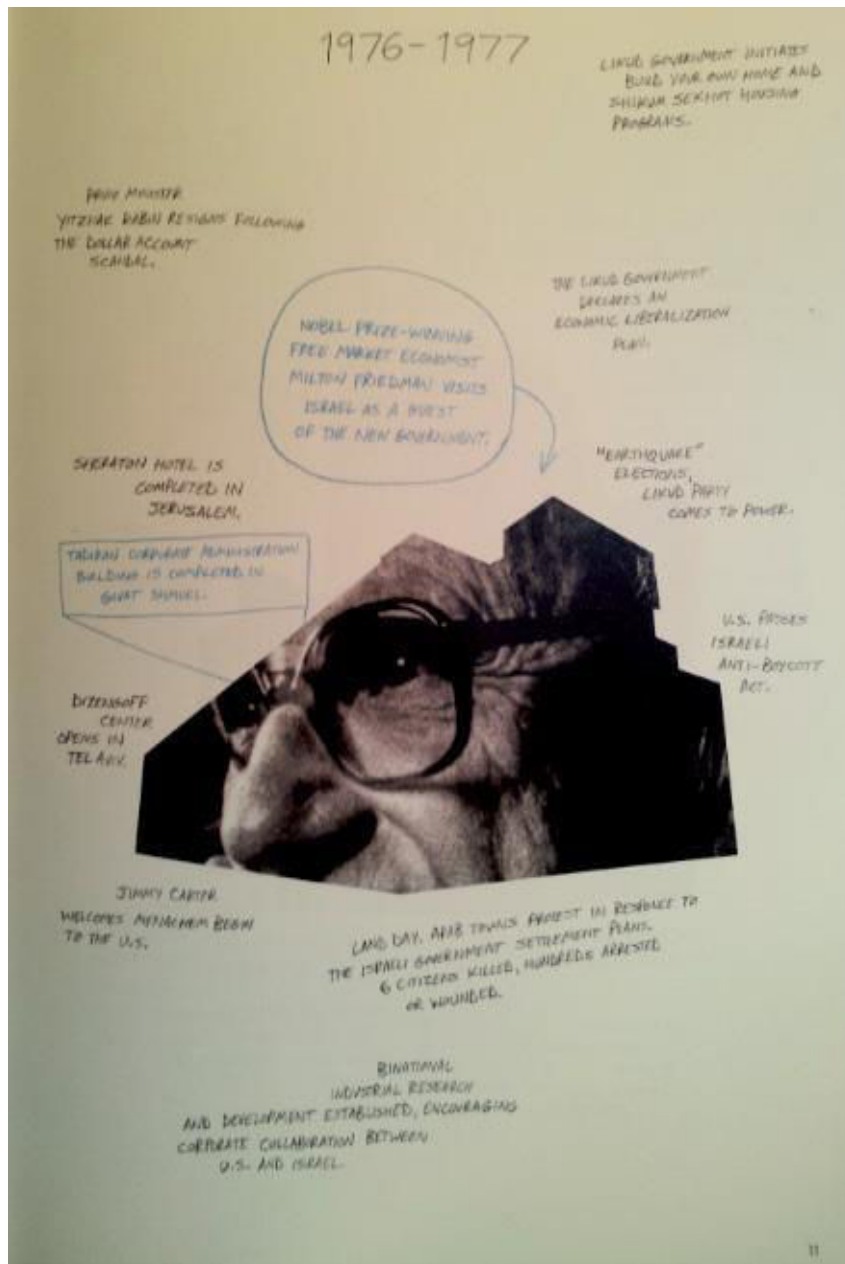 1976-1977
LIKUD GOVERNMENT INITIATES
BUILD YOUR OWN HOME AND
SHIKUM SEKHOT HOUSING
PROGRAMS.
PRIME MINISTER
YITZHAK RABIN RESIGNS FOLLOWING
THE DOLLAR ACCOUNT
SCANDAL.
THE LIKUD GOVERNMENT
DECLARES AN
ECONOMIC LIBERALIZATION
PLAN.
NOBEL PRIZE-WINNING
FREE MARKET ECONOMIST
MILTON FRIEDMAN VISITS
ISRAEL AS A GUEST
OF THE NEW GOVERNMENT.
"EARTHQUAKE"
ELECTIONS,
LIKUD PARTY
COMES TO POWER.
SHERATON HOTEL IS
COMPLETED IN
JERUSALEM.
TADIRAN CORPORATE ADMINISTRATION
BUILDING IS COMPLETED IN
GIVAT SHMUEL.
U.S. PASSES
ISRAELI
ANTI-BOYCOTT
ACT.
DIZENGOFF
CENTER
OPENS IN
TEL AVIV.
JIMMY CARTER
WELCOMES MENACHEM BEGIN
TO THE U.S.
LAND DAY. ARAB TOWNS PROTEST IN RESPONCE TO
THE ISRAELI GOVERNMENT SETTLEMENT PLANS.
6 CITIZENS KILLED, HUNDREDS ARRESTED
OR WOUNDED.
BINATIONAL
INDUSTRIAL RESEARCH
AND DEVELOPMENT ESTABLISHED, ENCOURAGING
CORPORATE COLLABORATION BETWEEN
U.S. AND ISRAEL.
11